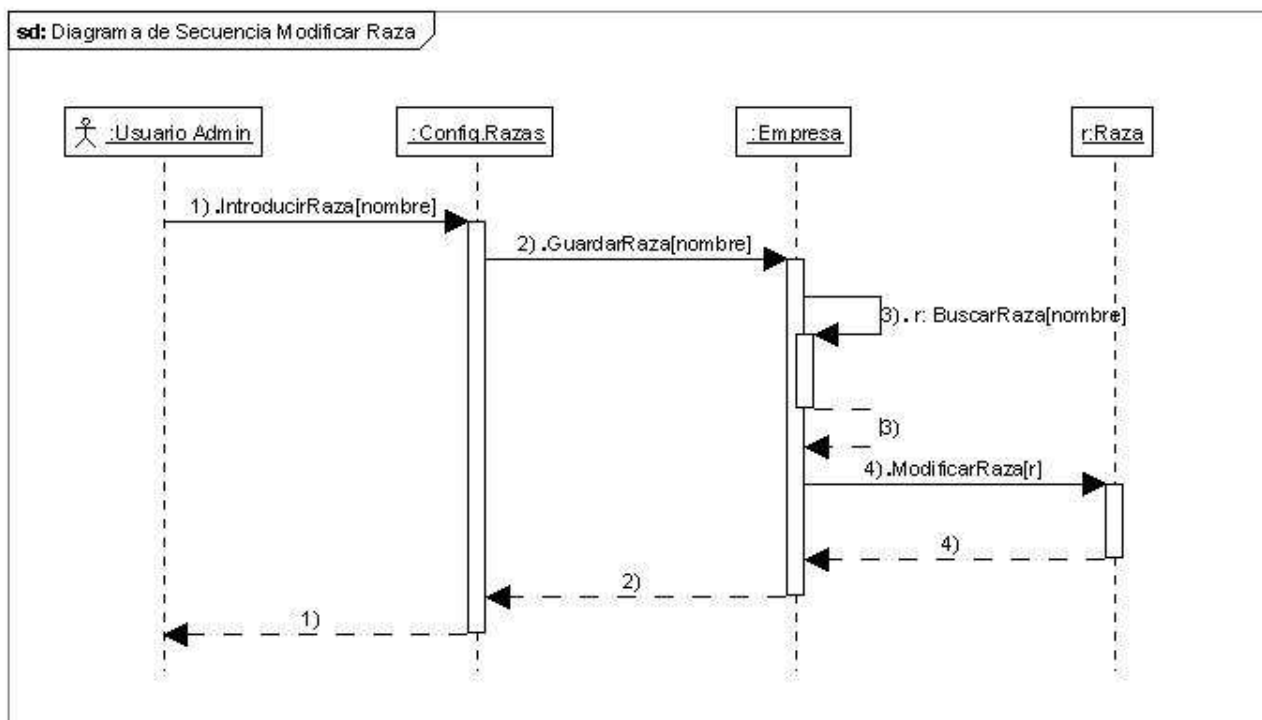 sd: Diagrama de Secuencia Modificar Raza
:Usuario Admin
:Config.Razas
:Empresa
r:Raza
1).IntroducirRaza[nombre]
2).GuardarRaza[nombre]
3). r: BuscarRaza[nombre]
3)
4).ModificarRaza[r]
4)
2)
1)